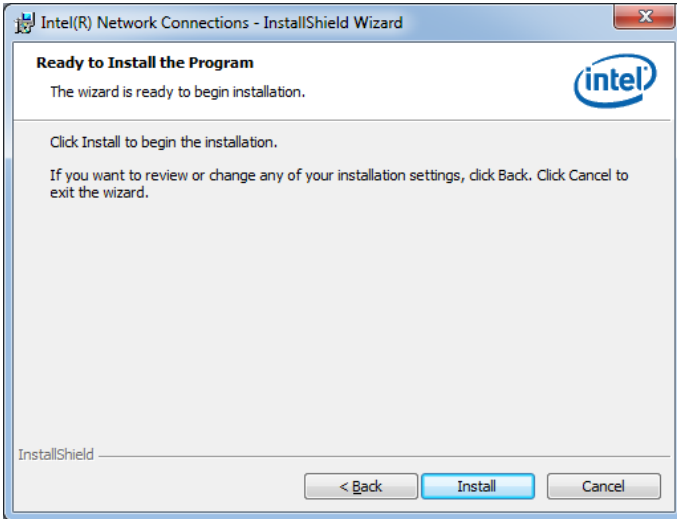 Intel(R) Network Connections - InstallShield Wizard
X
Ready to Install the Program
The wizard is ready to begin installation.
intel
Click Install to begin the installation.
If you want to review or change any of your installation settings, click Back. Click Cancel to
exit the wizard.
InstallShield
< Back
Install
Cancel